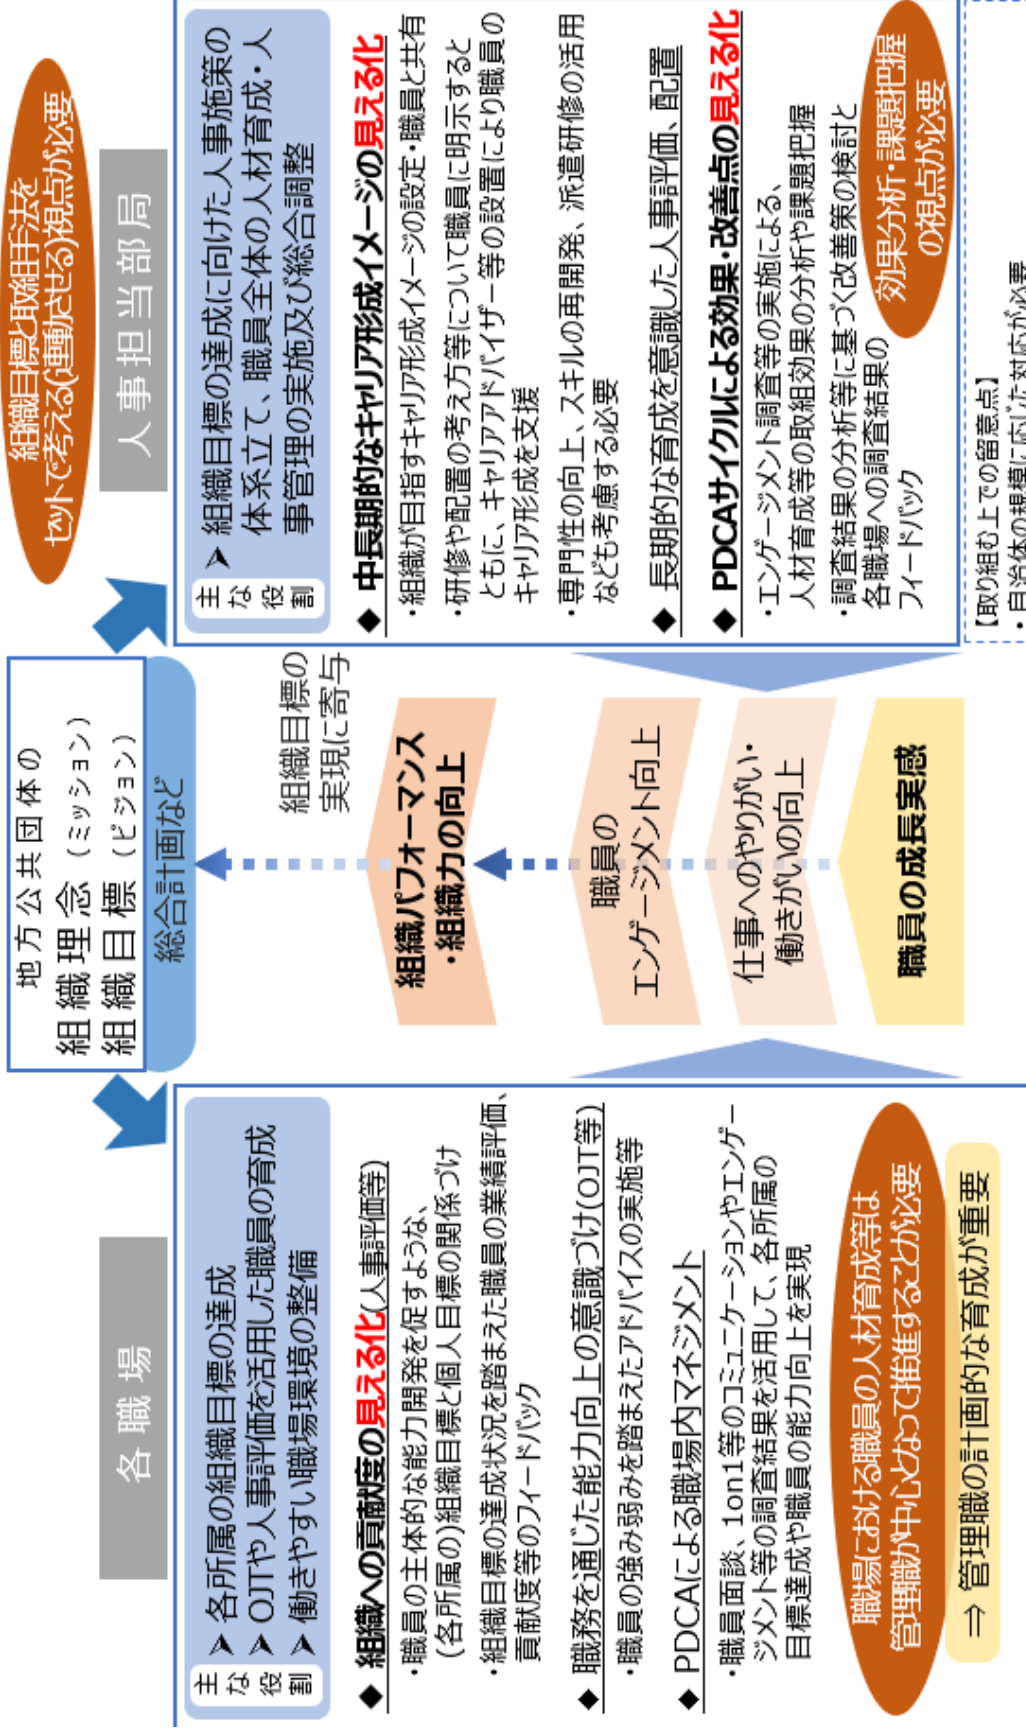 地方公共団体の
組織理念（ミッション）
組織目標（ビジョン）
総合計画など
各職場
主な役割
➤ 各所属の組織目標の達成
➤ OJTや人事評価を活用した職員の育成
➤ 働きやすい職場環境の整備
◆ 組織への貢献度の見える化(人事評価等)
・職員の主体的な能力開発を促すような、
(各所属の)組織目標と個人目標の関係づけ
・組織目標の達成状況を踏まえた職員の業績評価、
貢献度等のフィードバック
◆ 職務を通じた能力向上の意識づけ(OJT等)
・職員の強み弱みを踏まえたアドバイスの実施等
◆ PDCAによる職場内マネジメント
・職員面談、1on1等のコミュニケーションやエンゲー
ジメント等の調査結果を活用して、各所属の
目標達成や職員の能力向上を実現
職場における職員の人材育成等は
管理職が中心となって推進することが必要
⇒ 管理職の計画的な育成が重要
組織目標の
実現に寄与
組織パフォーマンス
・組織力の向上
職員の
エンゲージメント向上
仕事へのやりがい・
働きがいの向上
職員の成長実感
組織目標と取組手法を
セットで考える(連動させる)視点が必要
人事担当部局
主な役割
➤ 組織目標の達成に向けた人事施策の
体系立て、職員全体の人材育成・人
事管理の実施及び総合調整
◆ 中長期的なキャリア形成イメージの見える化
・組織が目指すキャリア形成イメージの設定・職員と共有
・研修や配置の考え方等について職員に明示すると
ともに、キャリアアドバイザー等の設置により職員の
キャリア形成を支援
・専門性の向上、スキルの再開発、派遣研修の活用
なども考慮する必要
◆ 長期的な育成を意識した人事評価、配置
◆ PDCAサイクルによる効果・改善点の見える化
・エンゲージメント調査等の実施による、
人材育成等の取組効果の分析や課題把握
・調査結果の分析等に基づく改善策の検討と
各職場への調査結果の
フィードバック
効果分析・課題把握
の視点が必要
【取り組む上での留意点】
・自治体の規模に応じた対応が必要